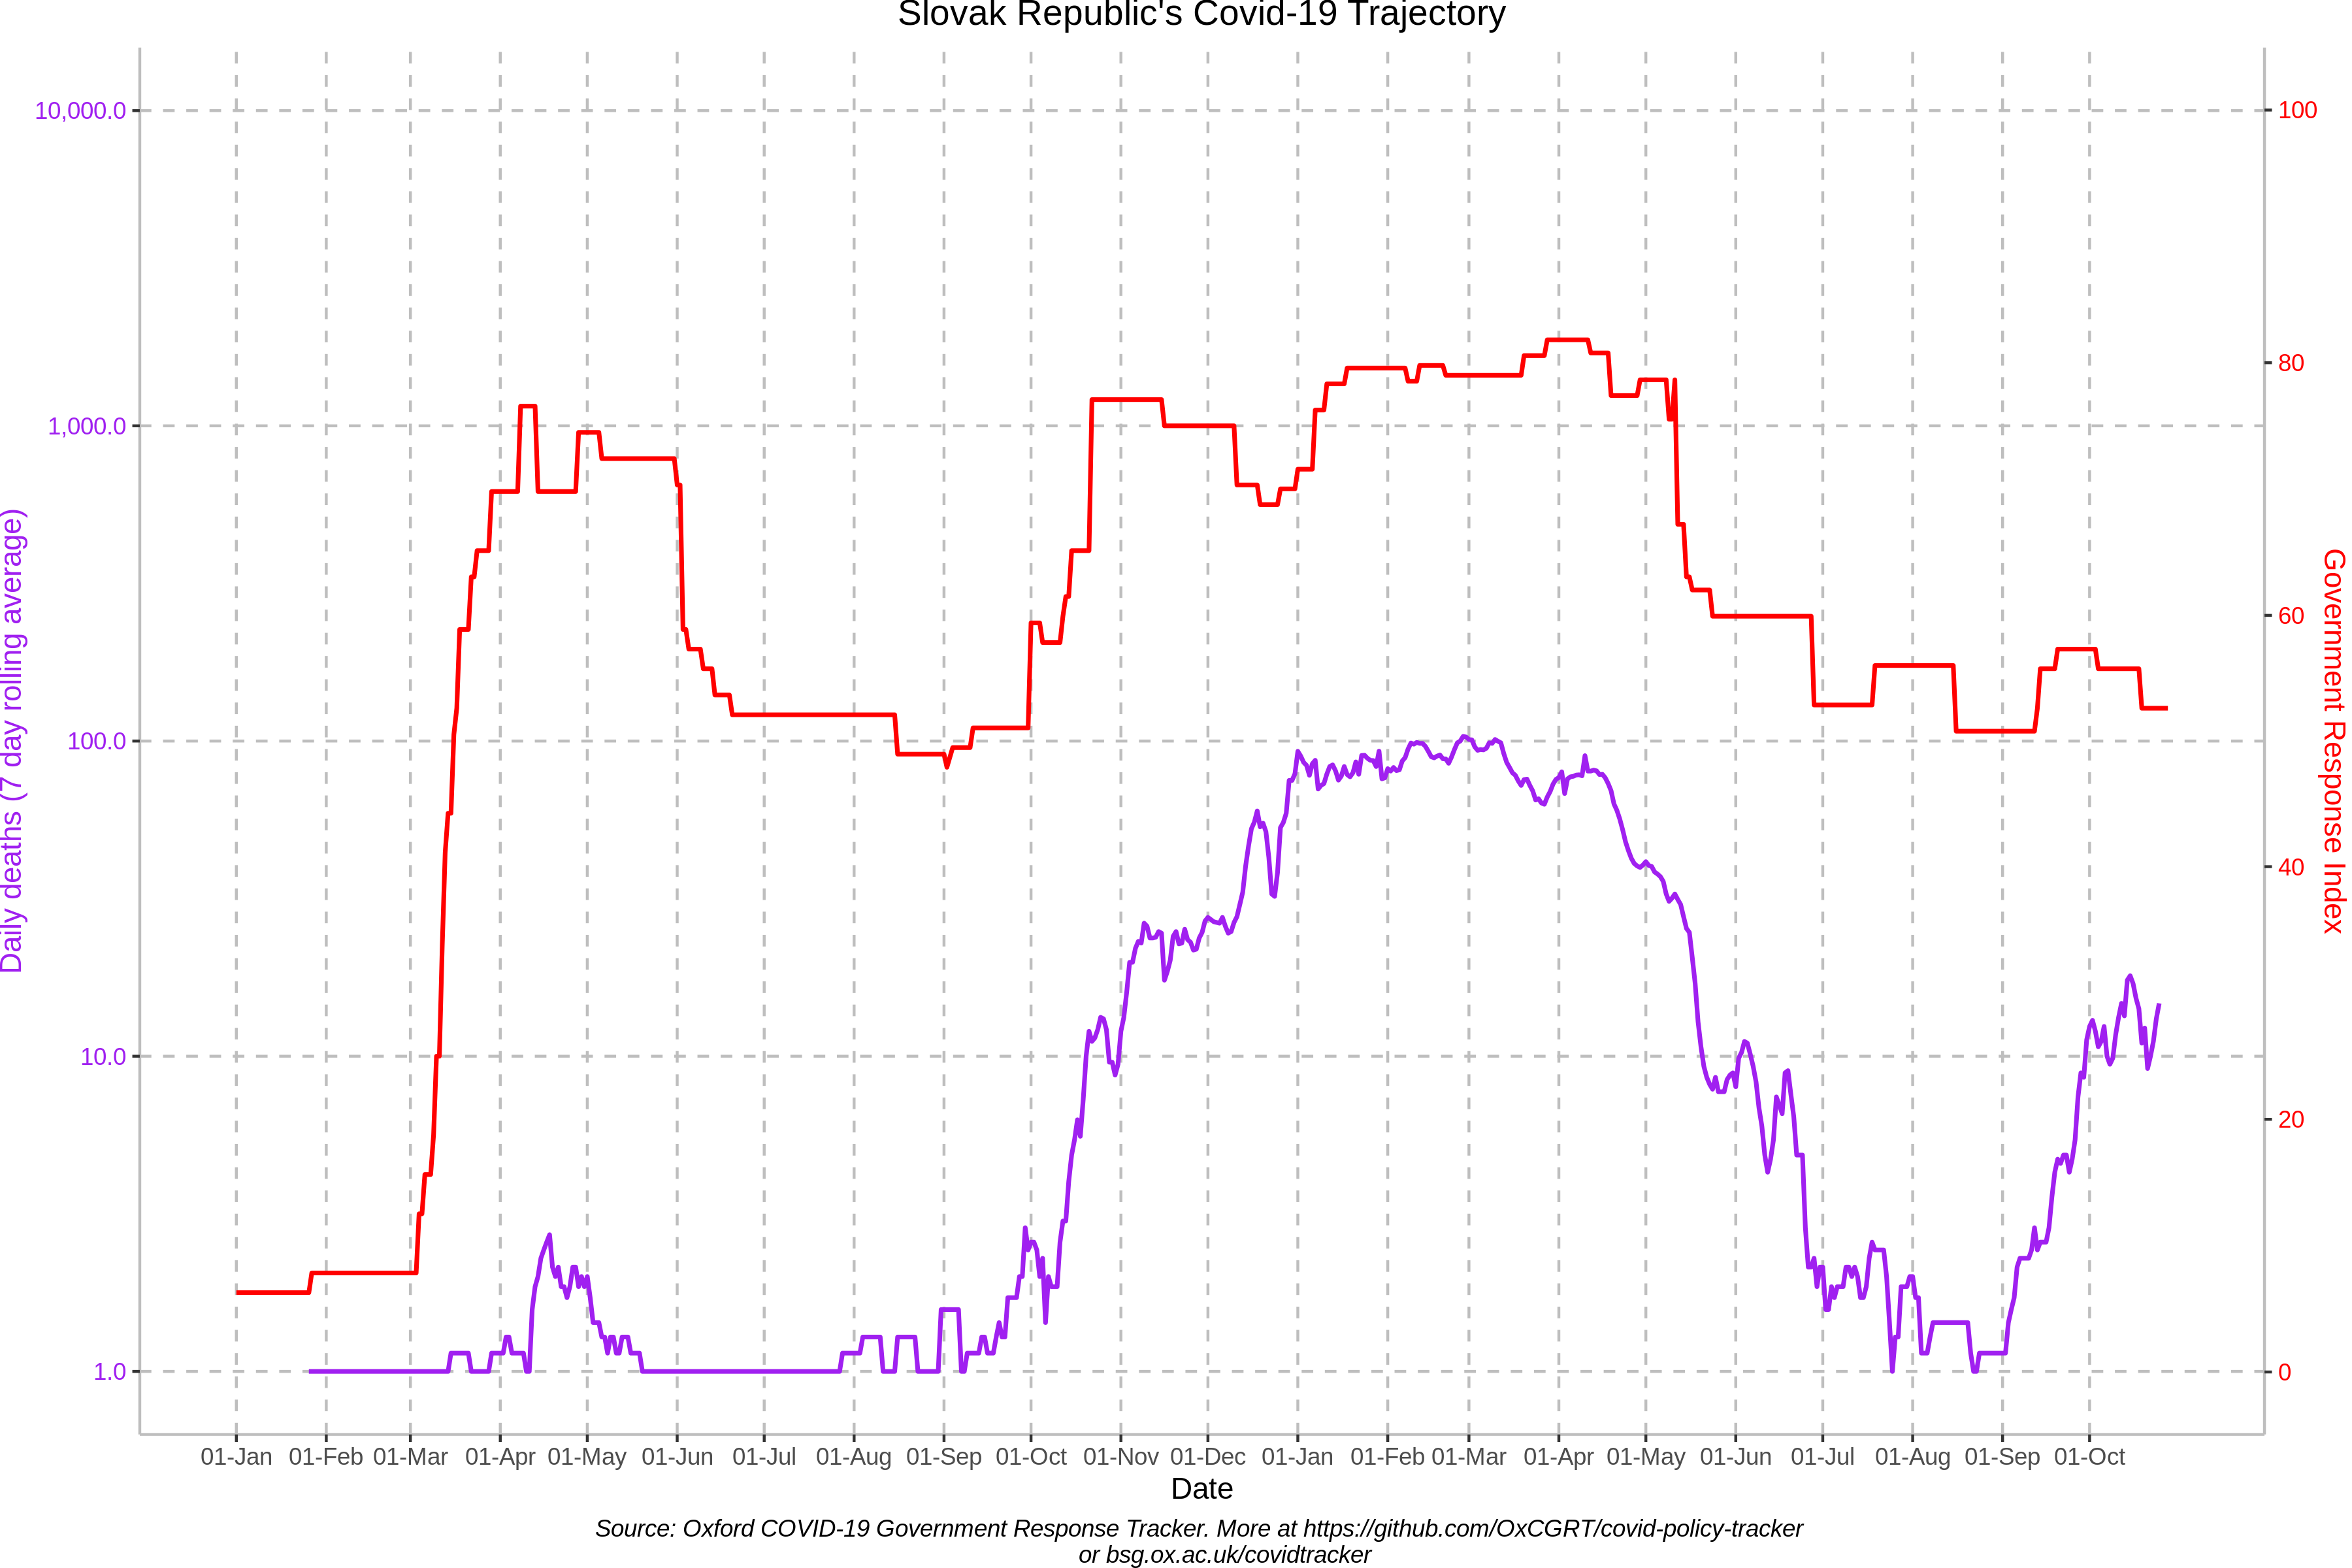 Slovak Republic's Covid-19 Trajectory
10,000.0
1,000.0
100.0
10.0
1.0
Daily deaths (7 day rolling average)
100
80
60
40
20
0
Government Response Index
01-Jan 01-Feb 01-Mar 01-Apr 01-May 01-Jun 01-Jul 01-Aug 01-Sep 01-Oct 01-Nov 01-Dec 01-Jan 01-Feb 01-Mar 01-Apr 01-May 01-Jun 01-Jul 01-Aug 01-Sep 01-Oct
Date
Source: Oxford COVID-19 Government Response Tracker. More at https://github.com/OxCGRT/covid-policy-tracker
or bsg.ox.ac.uk/covidtracker